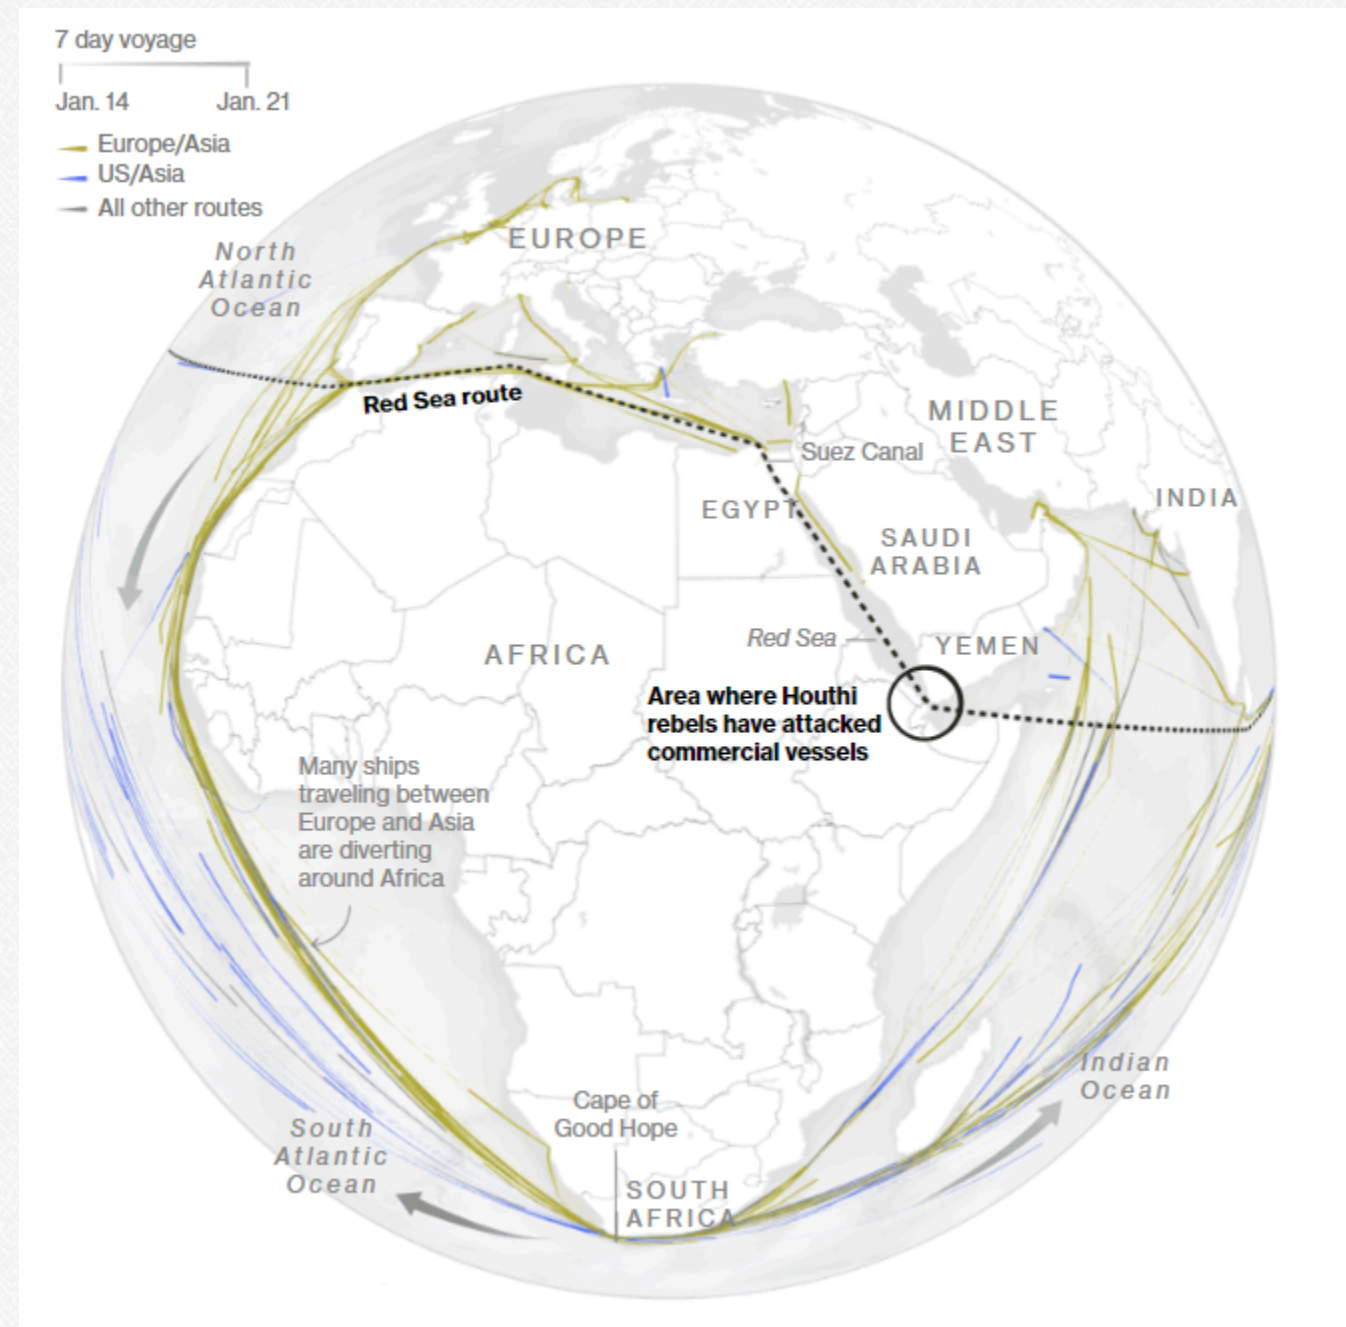 7 day voyage
Jan. 14
Jan. 21
Europe/Asia
US/Asia
All other routes
North
Atlantic
Ocean
EUROPE
Red Sea route
MIDDLE
EAST
Suez Canal
INDIA
EGYPT
SAUDI
ARABIA
Red Sea
YEMEN
AFRICA
Area where Houthi
rebels have attacked
commercial vessels
Many ships
traveling between
Europe and Asia
are diverting
around Africa
Indian
Ocean
Cape of
Good Hope
South
Atlantic
Ocean
SOUTH
AFRICA